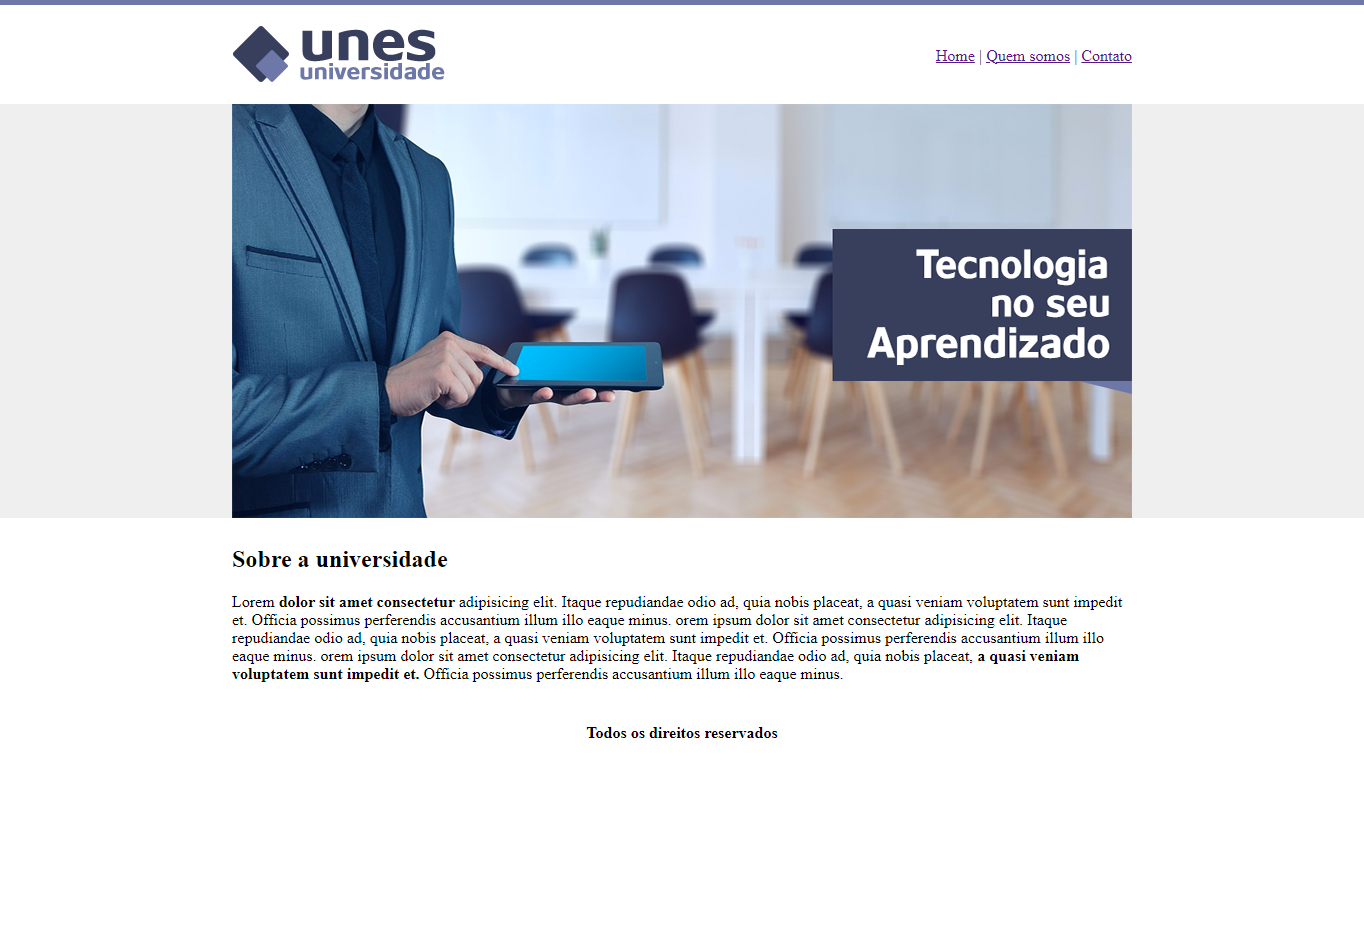 unes
universidade
Home | Quem somos | Contato
Tecnologia
no seu
Aprendizado
Sobre a universidade
Lorem dolor sit amet consectetur adipisicing elit. Itaque repudiandae odio ad, quia nobis placeat, a quasi veniam voluptatem sunt impedit
et. Officia possimus perferendis accusantium illum illo eaque minus. orem ipsum dolor sit amet consectetur adipisicing elit. Itaque
repudiandae odio ad, quia nobis placeat, a quasi veniam voluptatem sunt impedit et. Officia possimus perferendis accusantium illum illo
eaque minus. orem ipsum dolor sit amet consectetur adipisicing elit. Itaque repudiandae odio ad, quia nobis placeat, a quasi veniam
voluptatem sunt impedit et. Officia possimus perferendis accusantium illum illo eaque minus.
Todos os direitos reservados